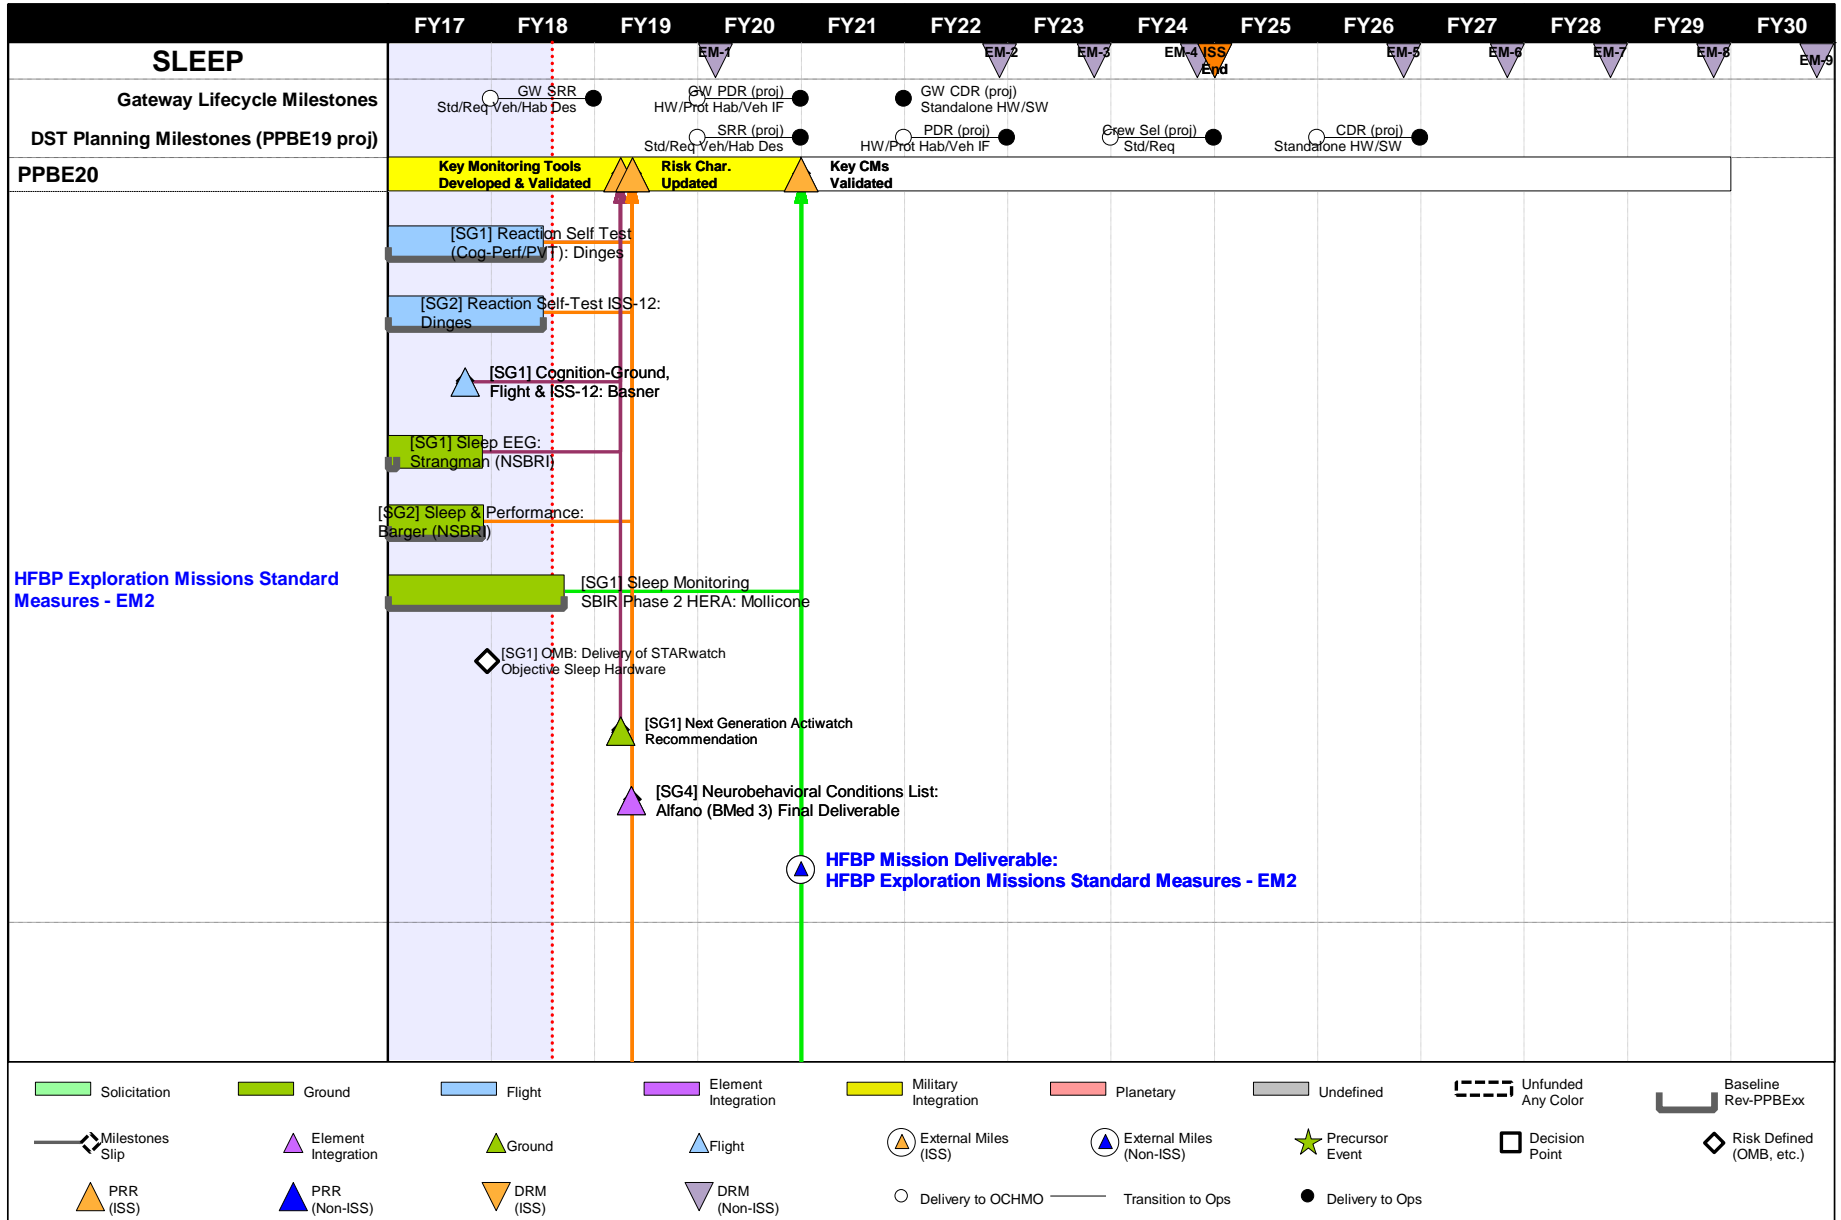 FY17 FY18 FY19 FY20 FY21 FY22 FY23 FY24 FY25 FY26 FY27 FY28 FY29 FY30
SLEEP
EM-1 EM-2 EM-3 EM-4 ISS End EM-5 EM-6 EM-7 EM-8 EM-9
Gateway Lifecycle Milestones
GW SRR
Std/Req Veh/Hab Des
GW PDR (proj)
HW/Prot Hab/Veh IF
GW CDR (proj)
Standalone HW/SW
DST Planning Milestones (PPBE19 proj)
SRR (proj)
Std/Req Veh/Hab Des
PDR (proj)
HW/Prot Hab/Veh IF
Crew Sel (proj)
Std/Req
CDR (proj)
Standalone HW/SW
PPBE20
Key Monitoring Tools
Developed & Validated
Risk Char.
Updated
Key CMs
Validated
[SG1] Reaction Self Test
(Cog-Perf/PVT): Dinges
[SG2] Reaction Self-Test ISS-12:
Dinges
[SG1] Cognition-Ground,
Flight & ISS-12: Basner
[SG1] Sleep EEG:
Strangman (NSBRI)
[SG2] Sleep & Performance:
Barger (NSBRI)
HFBP Exploration Missions Standard
Measures - EM2
[SG1] Sleep Monitoring
SBIR Phase 2 HERA: Mollicone
[SG1] OMB: Delivery of STARwatch
Objective Sleep Hardware
[SG1] Next Generation Actiwatch
Recommendation
[SG4] Neurobehavioral Conditions List:
Alfano (BMed 3) Final Deliverable
HFBP Mission Deliverable:
HFBP Exploration Missions Standard Measures - EM2
Solicitation
Ground
Flight
Element
Integration
Military
Integration
Planetary
Undefined
Unfunded
Any Color
Baseline
Rev-PPBExx
Milestones
Slip
Element
Integration
Ground
Flight
External Miles
(ISS)
External Miles
(Non-ISS)
Precursor
Event
Decision
Point
Risk Defined
(OMB, etc.)
PRR
(ISS)
PRR
(Non-ISS)
DRM
(ISS)
DRM
(Non-ISS)
Delivery to OCHMO
Transition to Ops
Delivery to Ops